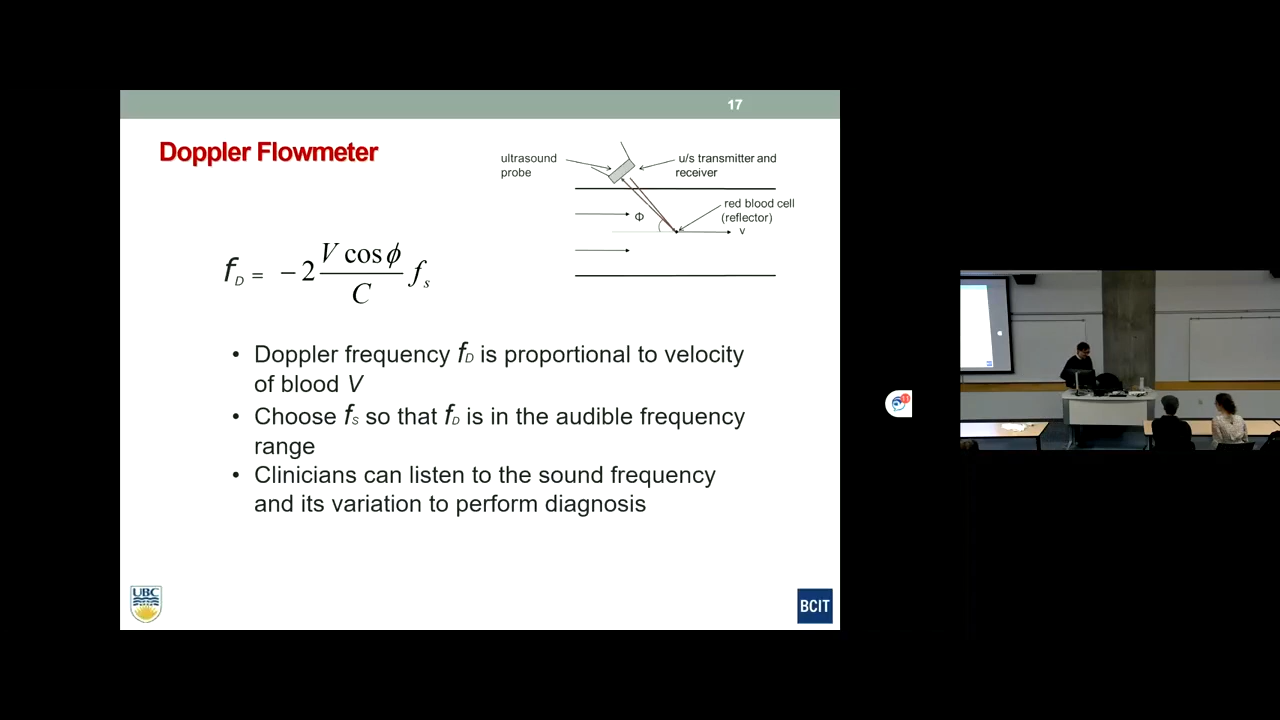 17
Doppler Flowmeter
ultrasound
probe
u/s transmitter and
receiver
red blood cell
(reflector)
Φ
v
f_D = −2 (V cos ϕ / C) f_s
• Doppler frequency f_D is proportional to velocity
of blood V
• Choose f_s so that f_D is in the audible frequency
range
• Clinicians can listen to the sound frequency
and its variation to perform diagnosis
UBC
BCIT